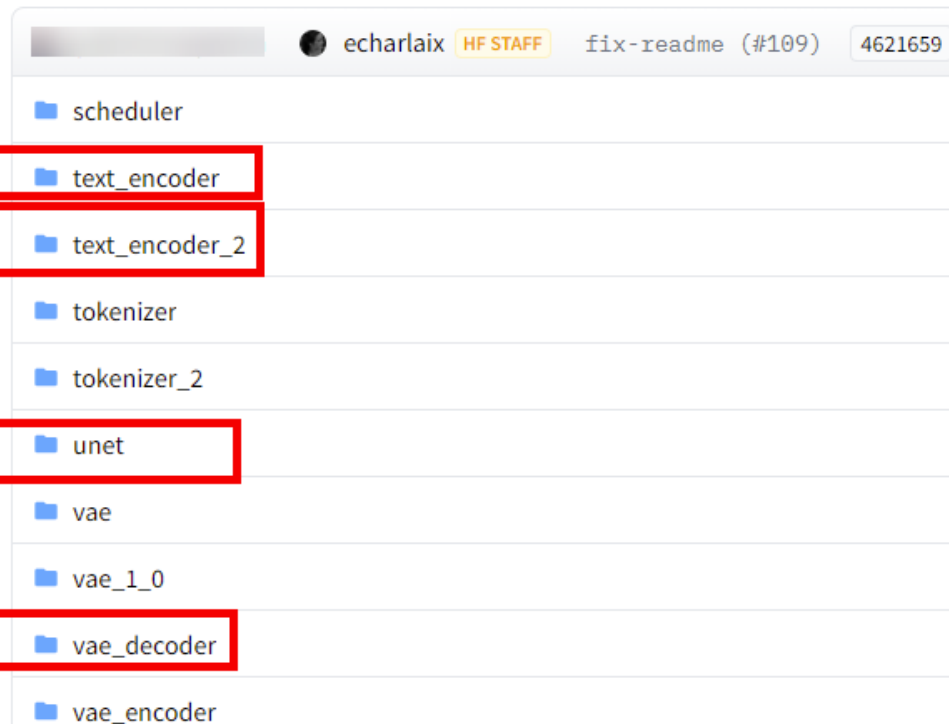 echarlaix HF STAFF fix-readme (#109) 4621659
scheduler
text_encoder
text_encoder_2
tokenizer
tokenizer_2
unet
vae
vae_1_0
vae_decoder
vae_encoder